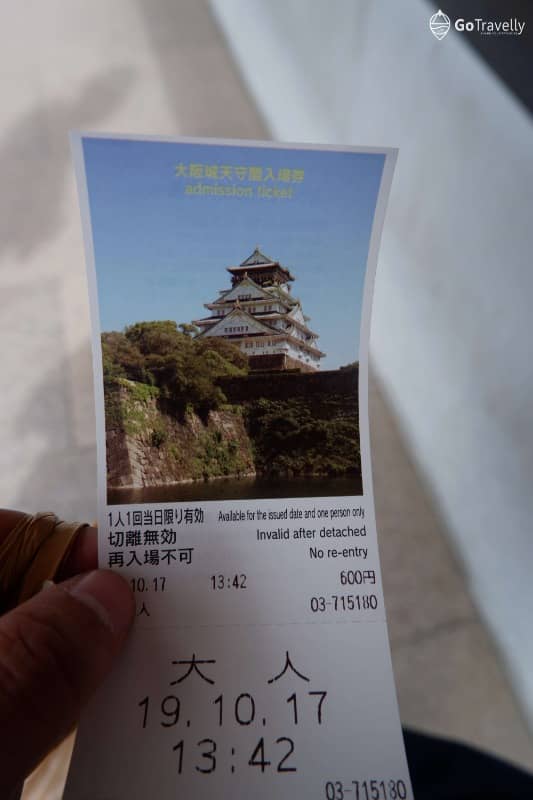 GoTravelly
大阪城天守閣入場券
admission ticket
1人1回当日限り有効 Available for the issued date and one person only
切離無効 Invalid after detached
再入場不可 No re-entry
10.17 13:42 600円
人 03-715180
大 人
19.10.17
13:42
03-715180